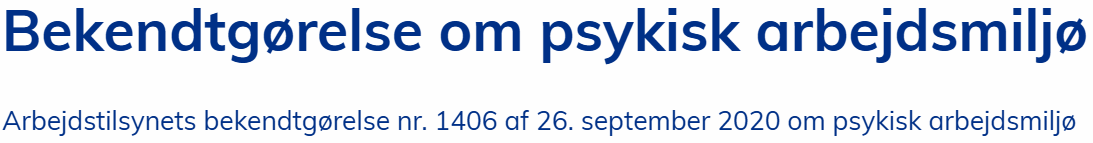 Bekendtgørelse om psykisk arbejdsmiljø
Arbejdstilsynets bekendtgørelse nr. 1406 af 26. september 2020 om psykisk arbejdsmiljø